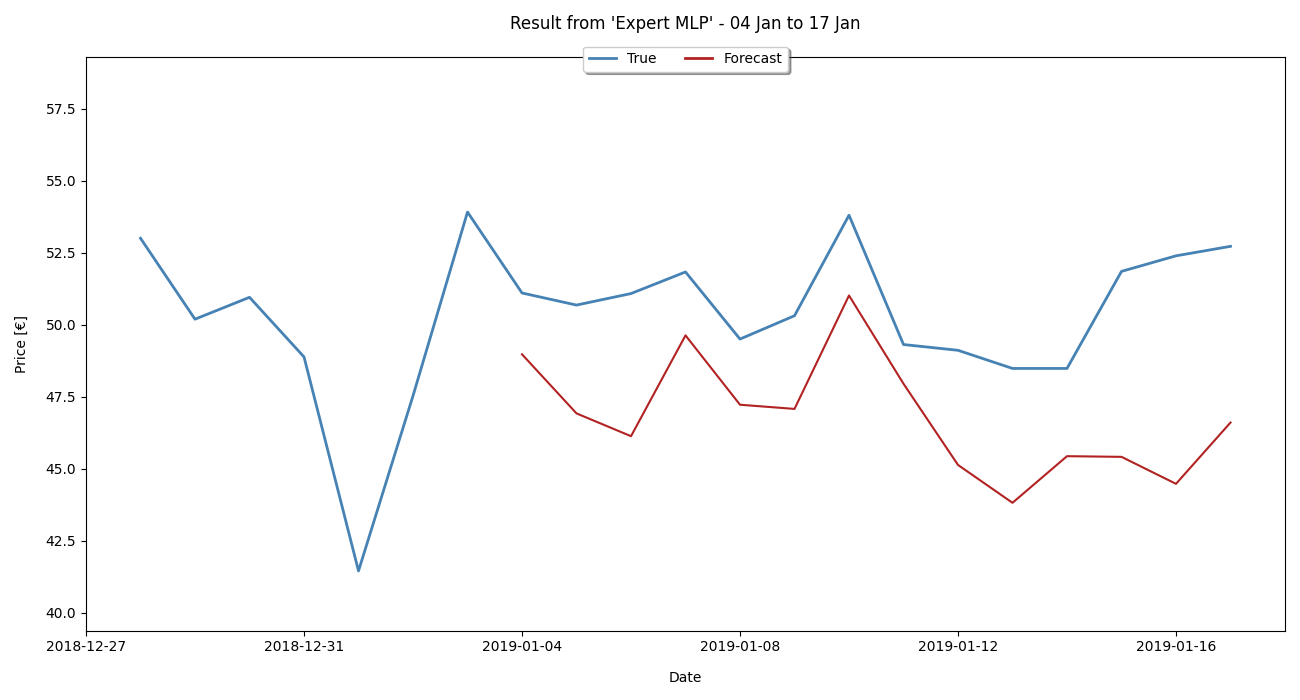 Result from 'Expert MLP' - 04 Jan to 17 Jan
True Forecast
57.5
55.0
52.5
50.0
47.5
45.0
42.5
40.0
Price [€]
2018-12-27 2018-12-31 2019-01-04 2019-01-08 2019-01-12 2019-01-16
Date